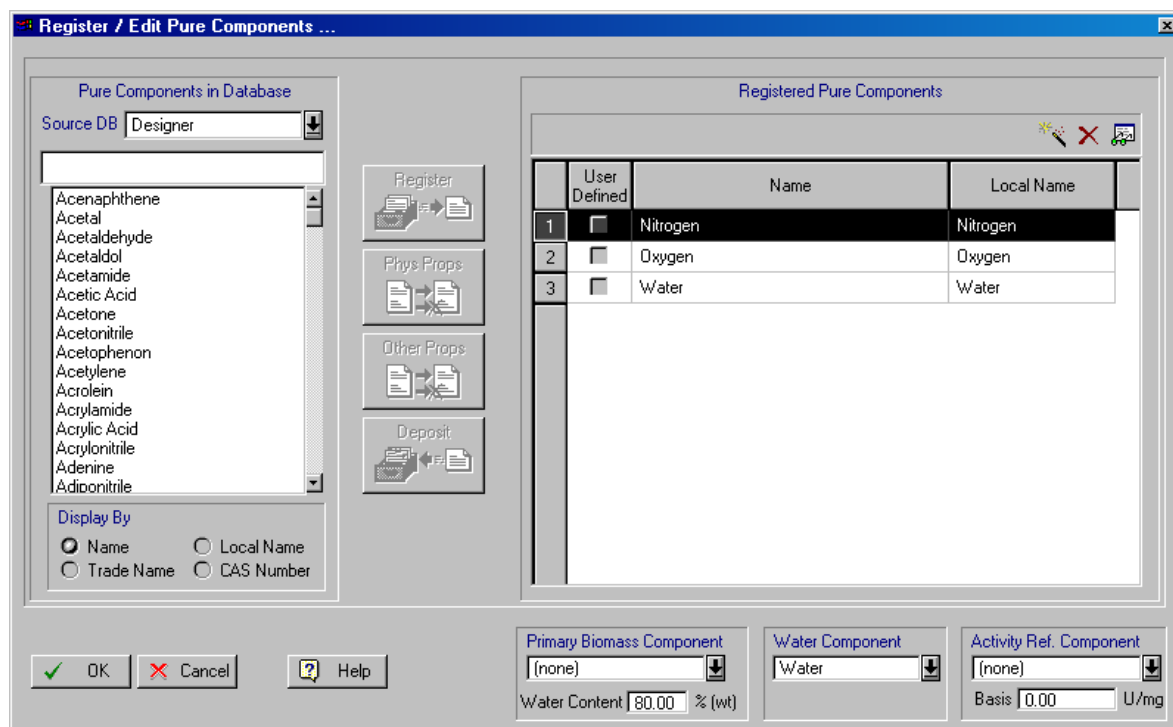 Register / Edit Pure Components ...
Pure Components in Database
Source DB Designer
Acenaphthene
Acetal
Acetaldehyde
Acetaldol
Acetamide
Acetic Acid
Acetone
Acetonitrile
Acetophenon
Acetylene
Acrolein
Acrylamide
Acrylic Acid
Acrylonitrile
Adenine
Adiponitrile
Display By
Name Local Name
Trade Name CAS Number
Register
Phys Props
Other Props
Deposit
Registered Pure Components
User Defined Name Local Name
1 Nitrogen Nitrogen
2 Oxygen Oxygen
3 Water Water
OK Cancel Help
Primary Biomass Component
(none)
Water Content 80.00 % (wt)
Water Component
Water
Activity Ref. Component
(none)
Basis 0.00 U/mg